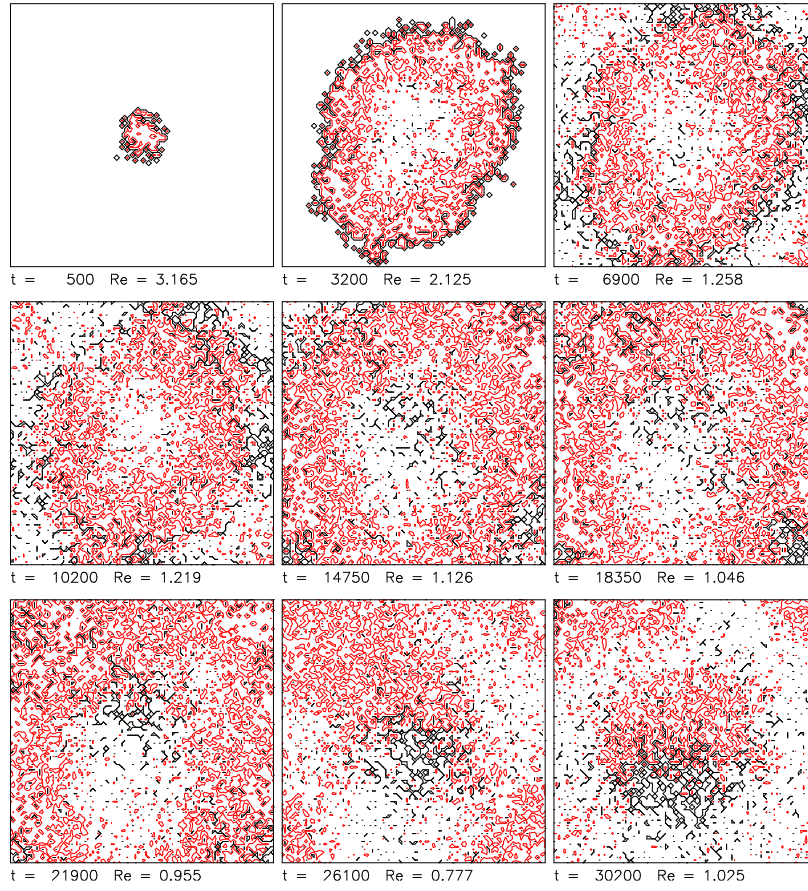 t = 500 Re = 3.165
t = 3200 Re = 2.125
t = 6900 Re = 1.258
t = 10200 Re = 1.219
t = 14750 Re = 1.126
t = 18350 Re = 1.046
t = 21900 Re = 0.955
t = 26100 Re = 0.777
t = 30200 Re = 1.025